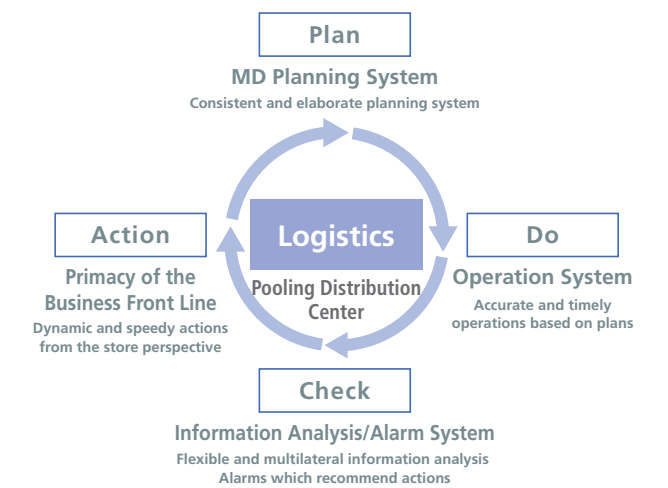 Plan
MD Planning System
Consistent and elaborate planning system
Action
Primacy of the
Business Front Line
Dynamic and speedy actions
from the store perspective
Logistics
Pooling Distribution
Center
Do
Operation System
Accurate and timely
operations based on plans
Check
Information Analysis/Alarm System
Flexible and multilateral information analysis
Alarms which recommend actions